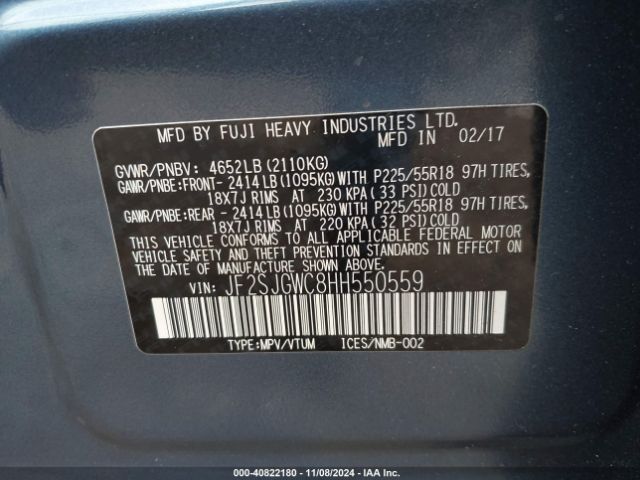 MFD BY FUJI HEAVY INDUSTRIES LTD.
MFD IN 02/17
GVWR/PNBV: 4652LB(2110KG)
GAWR/PNBE:FRONT- 2414LB(1095KG)WITH P225/55R18 97H TIRES,
18X7J RIMS AT 230 KPA(33 PSI)COLD
GAWR/PNBE:REAR - 2414LB(1095KG)WITH P225/55R18 97H TIRES,
18X7J RIMS AT 220 KPA(32 PSI)COLD
THIS VEHICLE CONFORMS TO ALL APPLICABLE FEDERAL MOTOR
VEHICLE SAFETY AND THEFT PREVENTION STANDARDS IN EFFECT ON
THE DATE OF MANUFACTURE SHOWN ABOVE.
VIN: JF2SJGWC8HH550559
TYPE:MPV/VTUM ICES/NMB-002
000-40822180 - 11/08/2024 - IAA Inc.